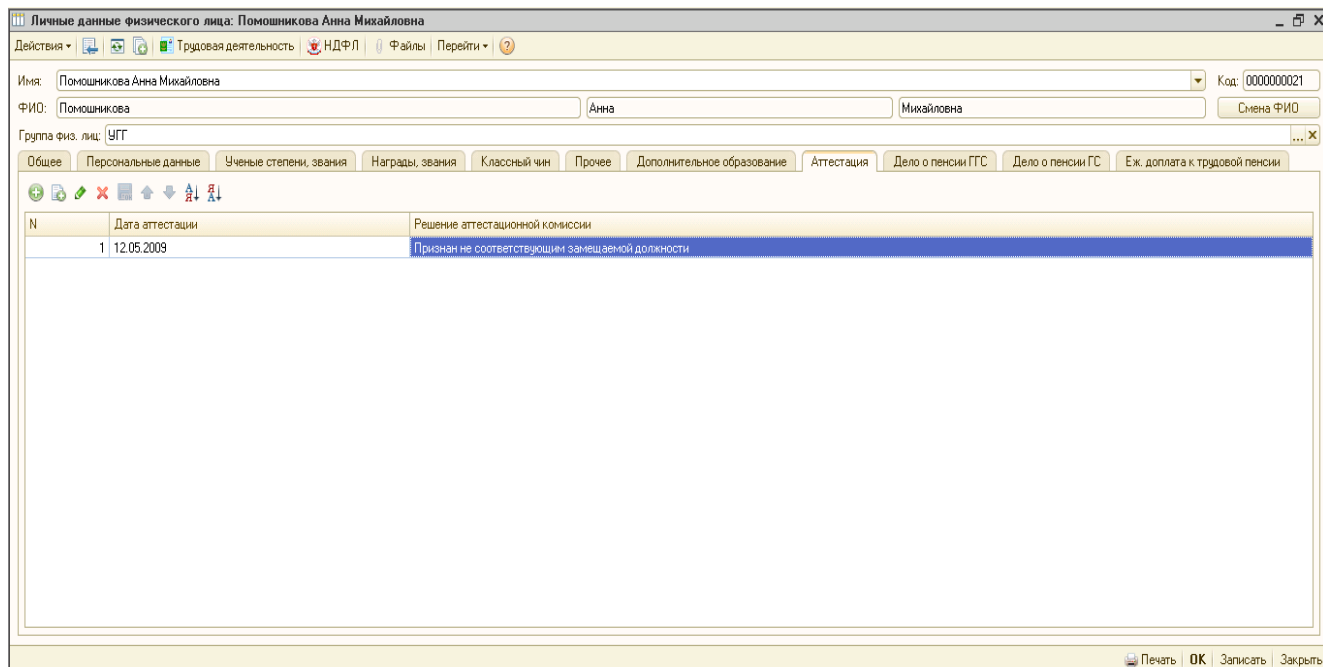 Личные данные физического лица: Помошникова Анна Михайловна
Действия Трудовая деятельность НДФЛ Файлы Перейти ?
Имя: Помошникова Анна Михайловна Код: 0000000021
ФИО: Помошникова Анна Михайловна Смена ФИО
Группа физ. лиц: УГГ ...
Общее Персональные данные Ученые степени, звания Награды, звания Классный чин Прочее Дополнительное образование Аттестация Дело о пенсии ГГС Дело о пенсии ГС Еж. доплата к трудовой пенсии
N Дата аттестации Решение аттестационной комиссии
1 12.05.2009 Признан не соответствующим замещаемой должности
Печать OK Записать Закрыть